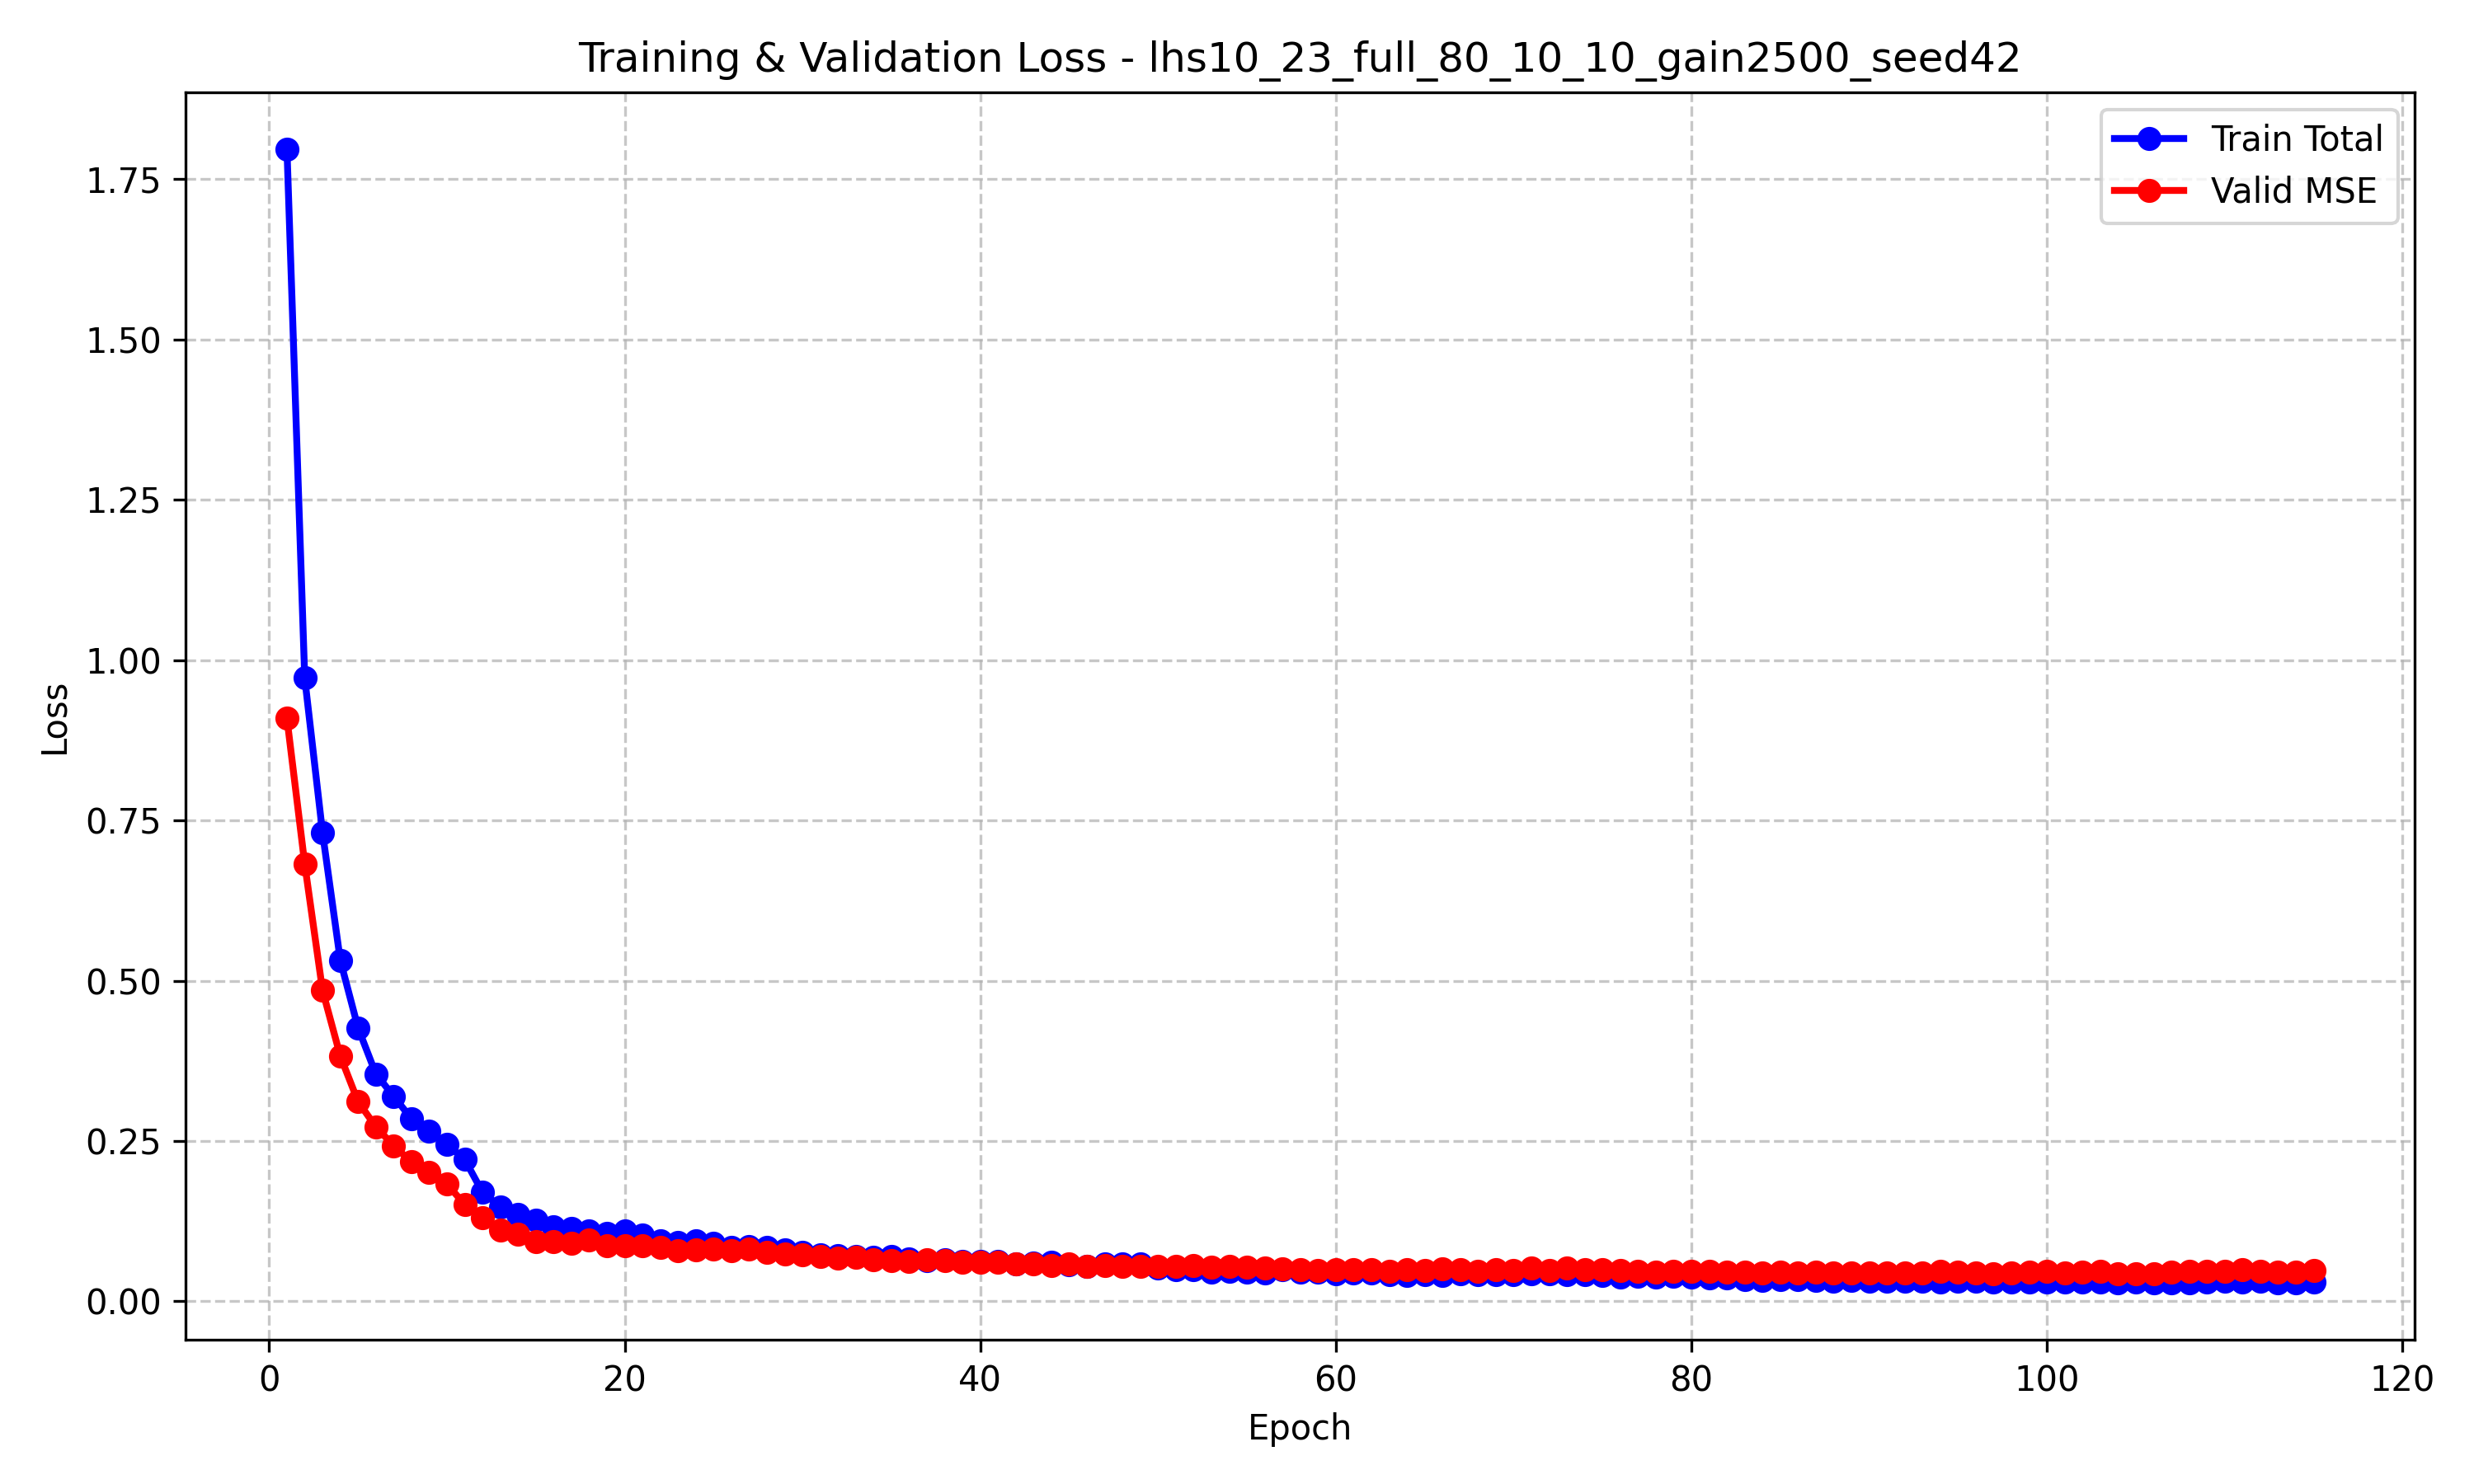 Training & Validation Loss - lhs10_23_full_80_10_10_gain2500_seed42
Train Total
Valid MSE
Loss
1.75
1.50
1.25
1.00
0.75
0.50
0.25
0.00
0 20 40 60 80 100 120
Epoch